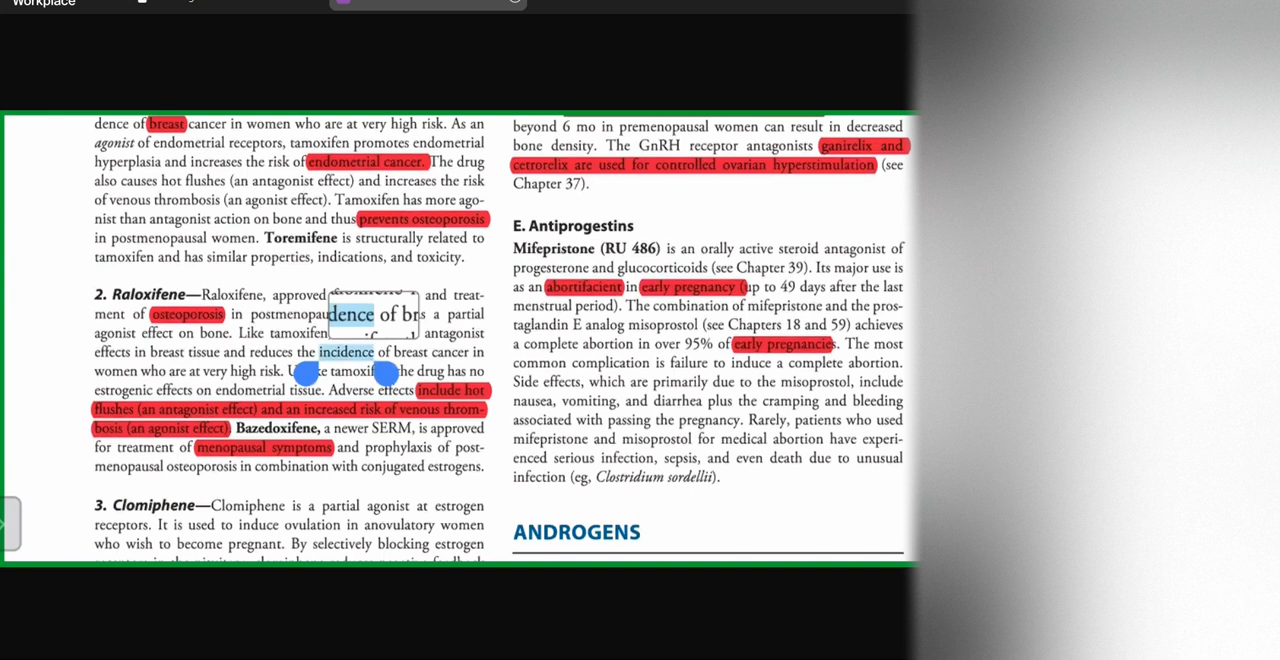 Workplace
dence of breast cancer in women who are at very high risk. As an
agonist of endometrial receptors, tamoxifen promotes endometrial
hyperplasia and increases the risk of endometrial cancer. The drug
also causes hot flushes (an antagonist effect) and increases the risk
of venous thrombosis (an agonist effect). Tamoxifen has more ago-
nist than antagonist action on bone and thus prevents osteoporosis
in postmenopausal women. Toremifene is structurally related to
tamoxifen and has similar properties, indications, and toxicity.
2. Raloxifene—Raloxifene, approved and treat-
ment of osteoporosis in postmenopau dence of br s a partial
agonist effect on bone. Like tamoxifen antagonist
effects in breast tissue and reduces the incidence of breast cancer in
women who are at very high risk. U e tamoxif he drug has no
estrogenic effects on endometrial tissue. Adverse effects include hot
flushes (an antagonist effect) and an increased risk of venous throm-
bosis (an agonist effect). Bazedoxifene, a newer SERM, is approved
for treatment of menopausal symptoms and prophylaxis of post-
menopausal osteoporosis in combination with conjugated estrogens.
3. Clomiphene—Clomiphene is a partial agonist at estrogen
receptors. It is used to induce ovulation in anovulatory women
who wish to become pregnant. By selectively blocking estrogen
beyond 6 mo in premenopausal women can result in decreased
bone density. The GnRH receptor antagonists ganirelix and
cetrorelix are used for controlled ovarian hyperstimulation (see
Chapter 37).
E. Antiprogestins
Mifepristone (RU 486) is an orally active steroid antagonist of
progesterone and glucocorticoids (see Chapter 39). Its major use is
as an abortifacient in early pregnancy (up to 49 days after the last
menstrual period). The combination of mifepristone and the pros-
taglandin E analog misoprostol (see Chapters 18 and 59) achieves
a complete abortion in over 95% of early pregnancies. The most
common complication is failure to induce a complete abortion.
Side effects, which are primarily due to the misoprostol, include
nausea, vomiting, and diarrhea plus the cramping and bleeding
associated with passing the pregnancy. Rarely, patients who used
mifepristone and misoprostol for medical abortion have experi-
enced serious infection, sepsis, and even death due to unusual
infection (eg, Clostridium sordellii).
ANDROGENS